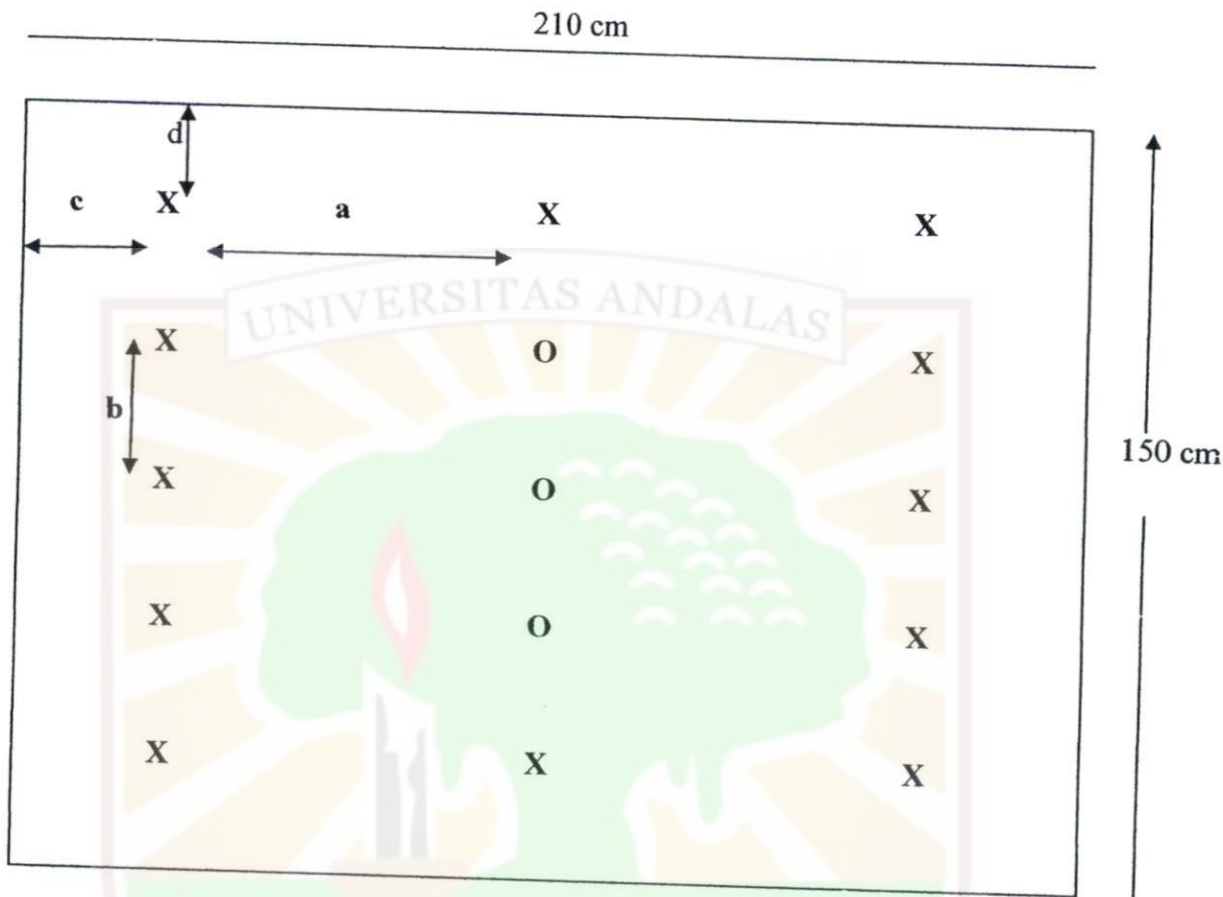 210 cm
d
c X a X X
UNIVERSITAS ANDALAS
X O X
b
X O X
150 cm
X O X
X X X